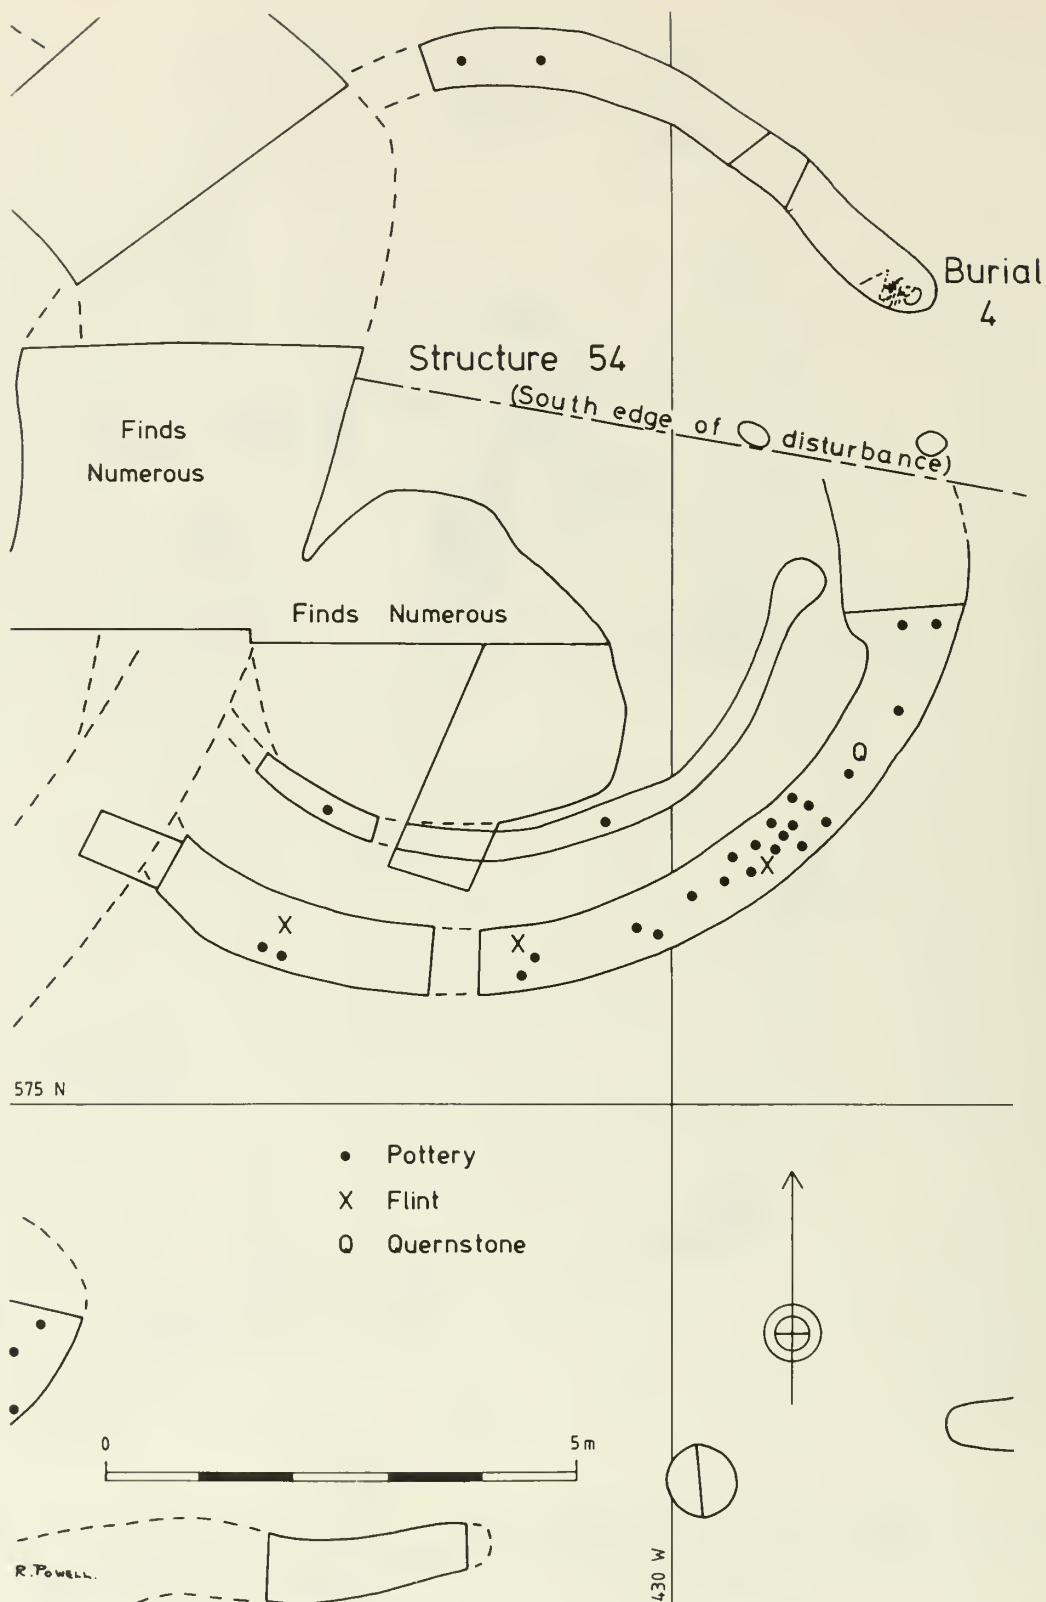 Burial
4
Structure 54
(South edge of disturbance)
Finds
Numerous
Finds Numerous
Q
X
X
X
575 N
Pottery
X Flint
Q Quernstone
0 5m
430 W
R. POWELL.